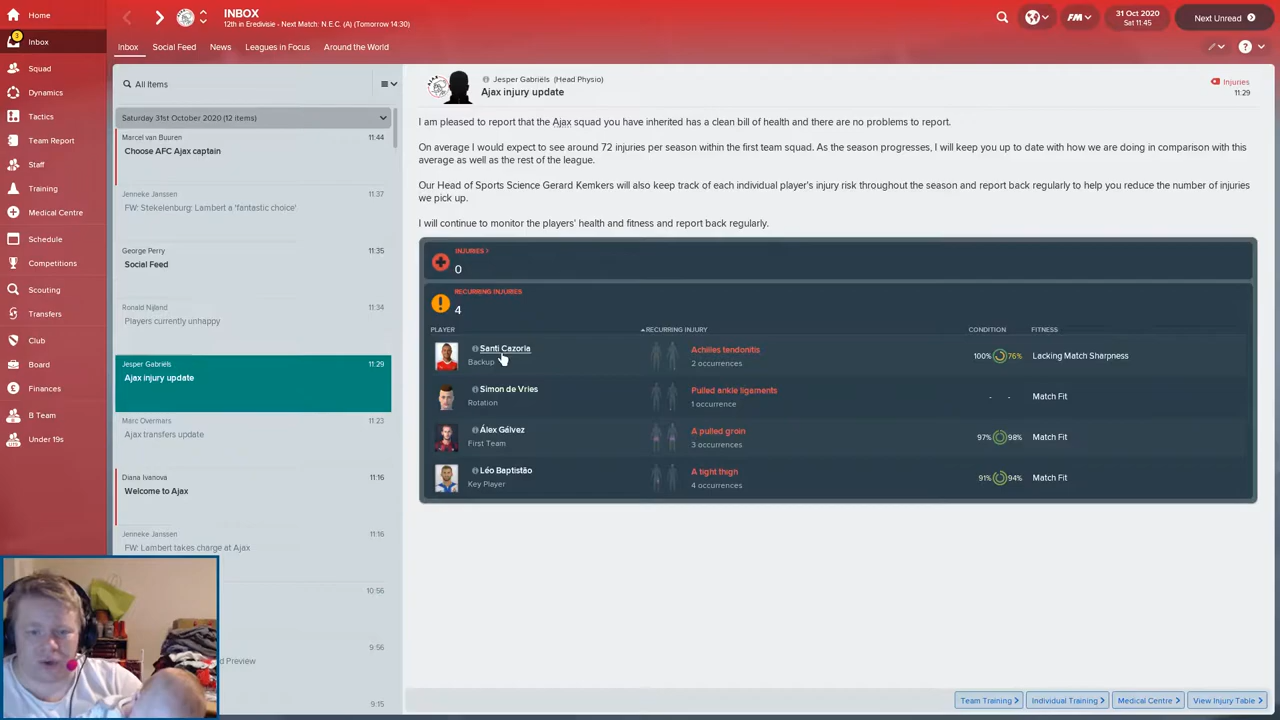 INBOX
12th in Eredivisie - Next Match: N.E.C. (A) (Tomorrow 14:30)
FM
31 Oct 2020
Sat 11:45
Next Unread
Home
3
Inbox
Squad
Dynamics
Tactics
Team Report
Staff
Training
Medical Centre
Schedule
Competitions
Scouting
Transfers
Club
Board
Finances
B Team
Under 19s
Inbox
Social Feed
News
Leagues in Focus
Around the World
All Items
Saturday 31st October 2020 (12 items)
Marcel van Buuren 11:44
Choose AFC Ajax captain
Jenneke Janssen 11:37
FW: Stekelenburg: Lambert a 'fantastic choice'
George Perry 11:35
Social Feed
Ronald Nijland 11:34
Players currently unhappy
Jesper Gabriëls 11:29
Ajax injury update
Marc Overmars 11:23
Ajax transfers update
Diana Ivanova 11:16
Welcome to Ajax
Jenneke Janssen 11:16
FW: Lambert takes charge at Ajax
10:56
9:56
d Preview
9:15
Jesper Gabriëls (Head Physio)
Ajax injury update
Injuries
11:29
I am pleased to report that the Ajax squad you have inherited has a clean bill of health and there are no problems to report.
On average I would expect to see around 72 injuries per season within the first team squad. As the season progresses, I will keep you up to date with how we are doing in comparison with this
average as well as the rest of the league.
Our Head of Sports Science Gerard Kemkers will also keep track of each individual player's injury risk throughout the season and report back regularly to help you reduce the number of injuries
we pick up.
I will continue to monitor the players' health and fitness and report back regularly.
INJURIES >
0
RECURRING INJURIES
4
PLAYER RECURRING INJURY CONDITION FITNESS
Santi Cazorla Achilles tendonitis 100% 76% Lacking Match Sharpness
Backup 2 occurrences
Simon de Vries Pulled ankle ligaments - - Match Fit
Rotation 1 occurrence
Álex Gálvez A pulled groin 97% 98% Match Fit
First Team 3 occurrences
Léo Baptistão A tight thigh 91% 94% Match Fit
Key Player 4 occurrences
Team Training > Individual Training > Medical Centre > View Injury Table >